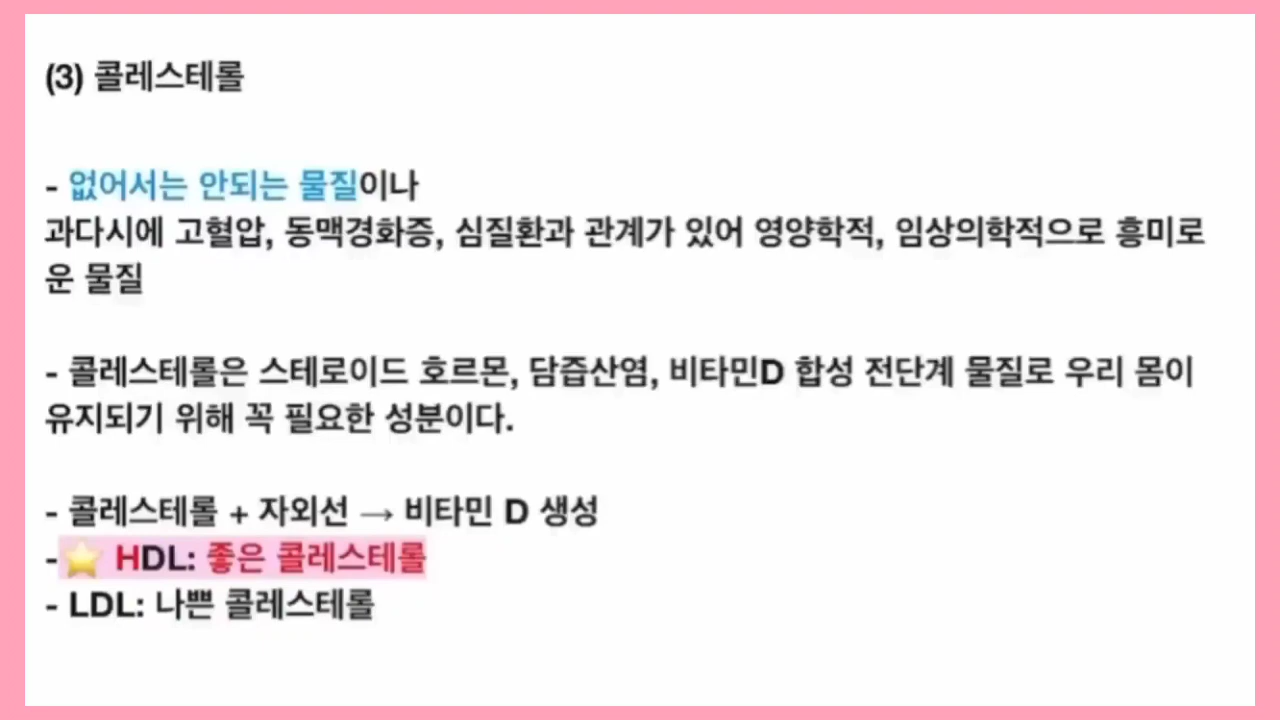 (3) 콜레스테롤
- 없어서는 안되는 물질이나
과다시에 고혈압, 동맥경화증, 심질환과 관계가 있어 영양학적, 임상의학적으로 흥미로
운 물질
- 콜레스테롤은 스테로이드 호르몬, 담즙산염, 비타민D 합성 전단계 물질로 우리 몸이
유지되기 위해 꼭 필요한 성분이다.
- 콜레스테롤 + 자외선 → 비타민 D 생성
-⭐ HDL: 좋은 콜레스테롤
- LDL: 나쁜 콜레스테롤